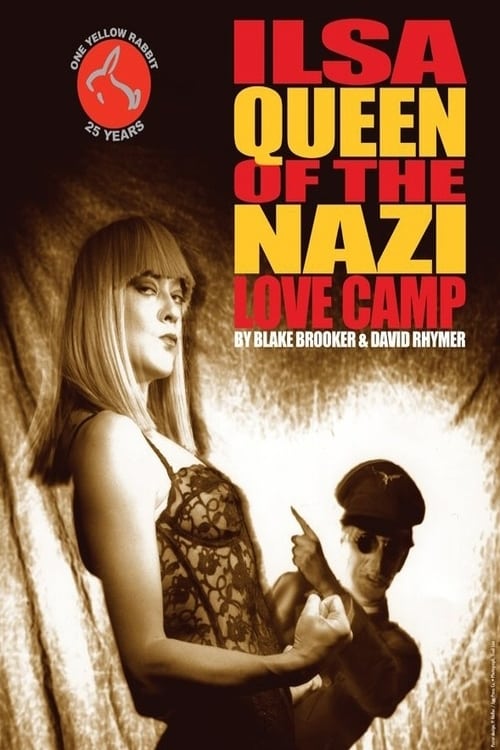 ONE YELLOW RABBIT
25 YEARS
ILSA
QUEEN
OF THE
NAZI
LOVE CAMP
BY BLAKE BROOKER & DAVID RHYMER